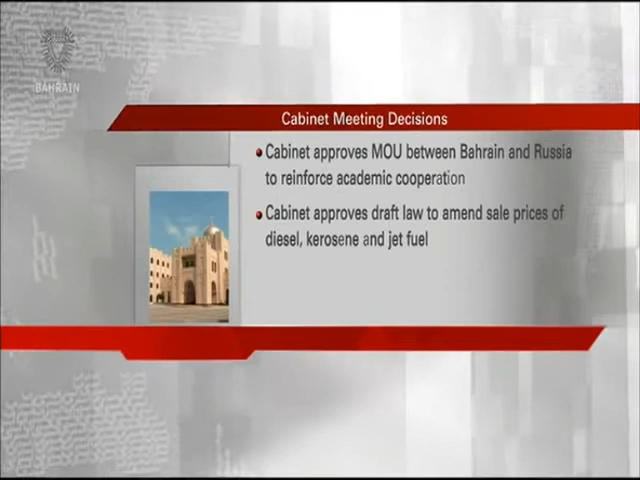 BAHRAIN
Cabinet Meeting Decisions
Cabinet approves MOU between Bahrain and Russia
to reinforce academic cooperation
Cabinet approves draft law to amend sale prices of
diesel, kerosene and jet fuel